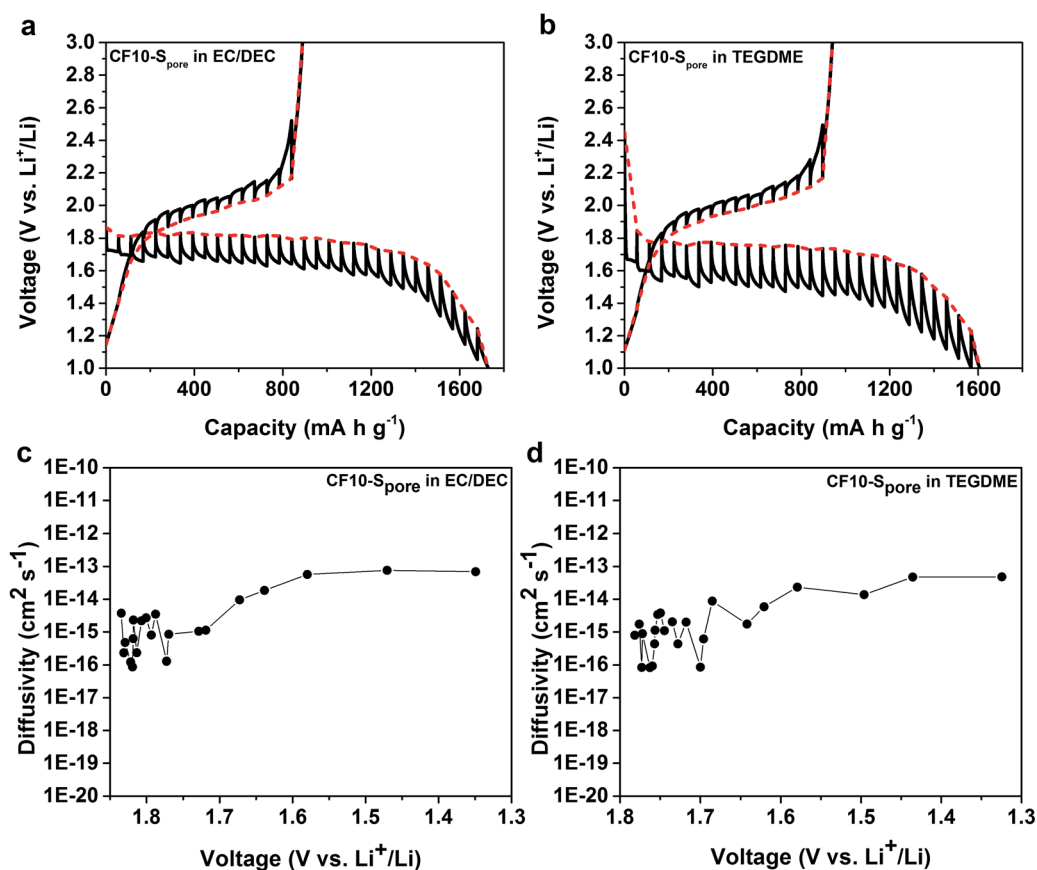 a
CF10-Spore in EC/DEC
3.0
2.8
2.6
2.4
2.2
2.0
1.8
1.6
1.4
1.2
1.0
Voltage (V vs. Li+/Li)
0 400 800 1200 1600
Capacity (mA h g-1)
b
CF10-Spore in TEGDME
3.0
2.8
2.6
2.4
2.2
2.0
1.8
1.6
1.4
1.2
1.0
Voltage (V vs. Li+/Li)
0 400 800 1200 1600
Capacity (mA h g-1)
c
CF10-Spore in EC/DEC
1E-10
1E-11
1E-12
1E-13
1E-14
1E-15
1E-16
1E-17
1E-18
1E-19
1E-20
Diffusivity (cm2 s-1)
1.8 1.7 1.6 1.5 1.4 1.3
Voltage (V vs. Li+/Li)
d
CF10-Spore in TEGDME
1E-10
1E-11
1E-12
1E-13
1E-14
1E-15
1E-16
1E-17
1E-18
1E-19
1E-20
Diffusivity (cm2 s-1)
1.8 1.7 1.6 1.5 1.4 1.3
Voltage (V vs. Li+/Li)